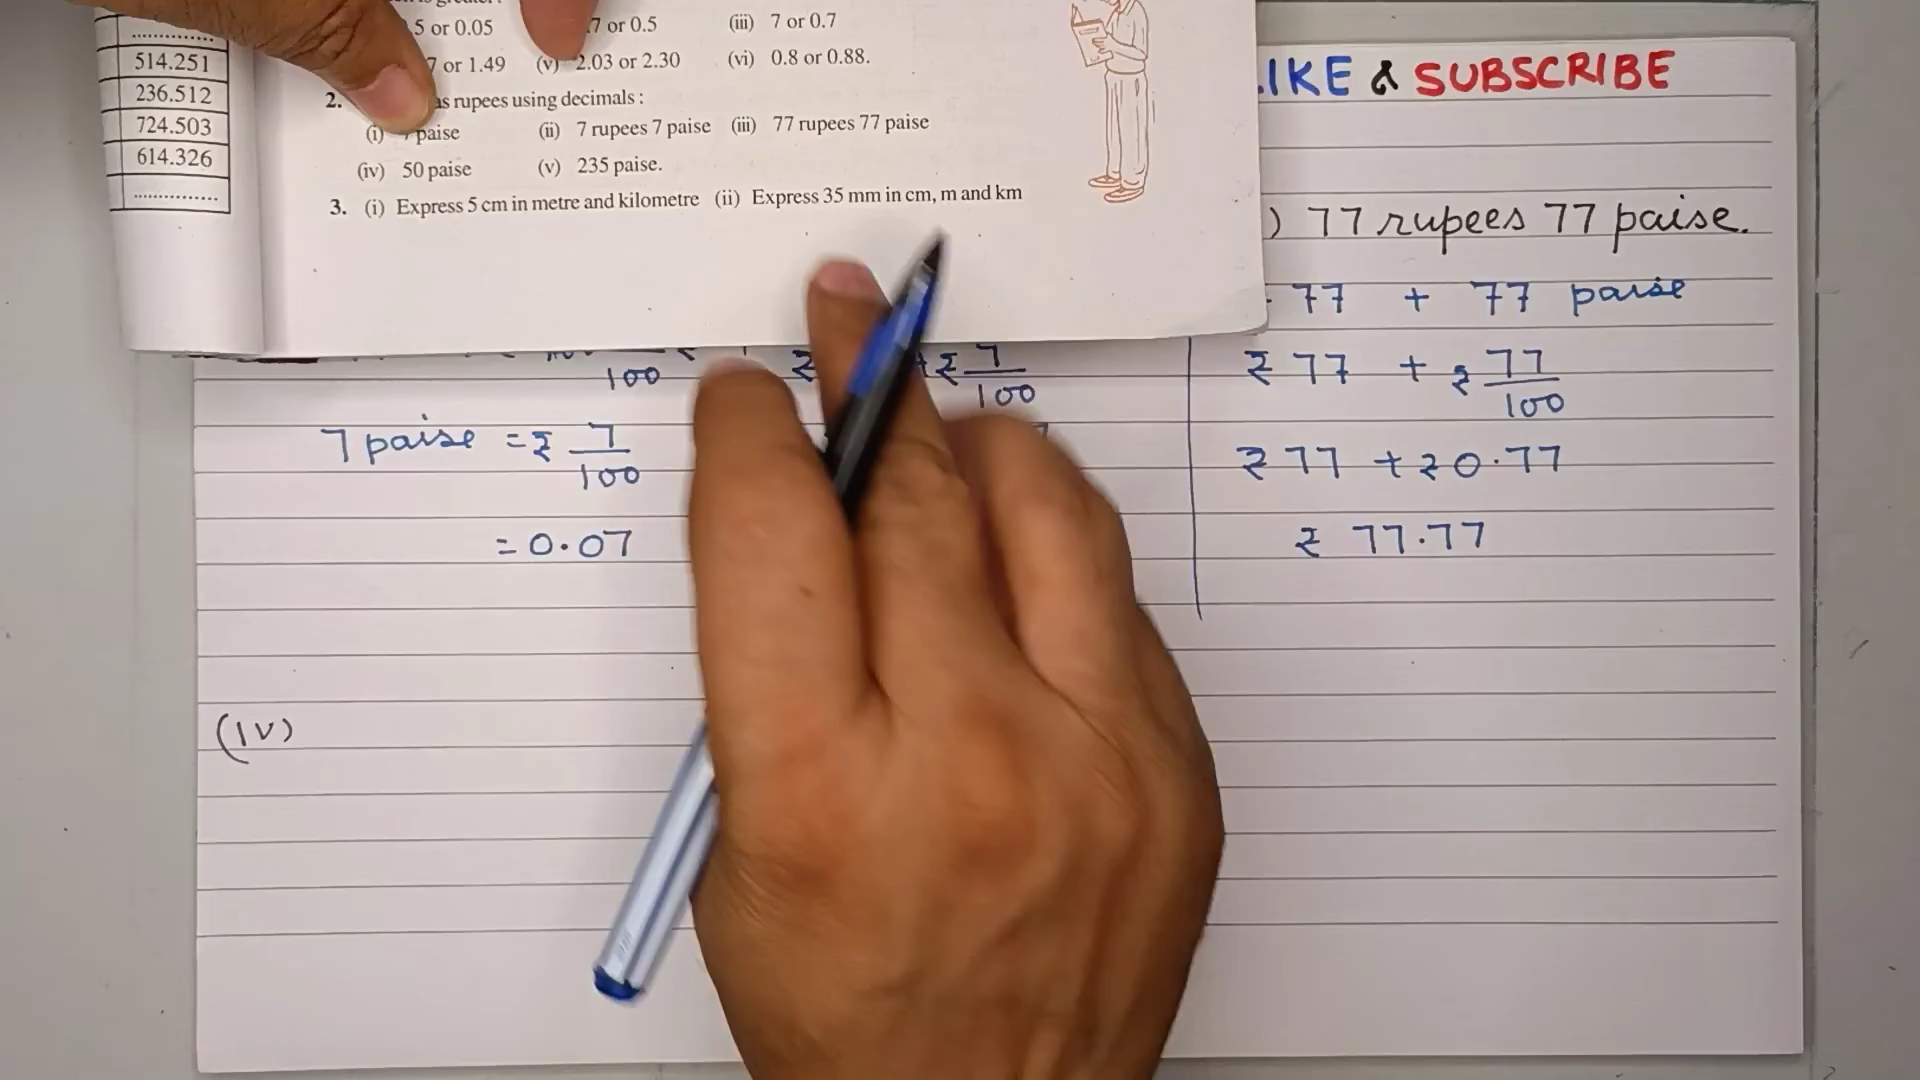 514.251
236.512
724.503
614.326
.5 or 0.05 .7 or 0.5 (iii) 7 or 0.7
7 or 1.49 (v) 2.03 or 2.30 (vi) 0.8 or 0.88.
2. as rupees using decimals :
(i) 7 paise (ii) 7 rupees 7 paise (iii) 77 rupees 77 paise
(iv) 50 paise (v) 235 paise.
3. (i) Express 5 cm in metre and kilometre (ii) Express 35 mm in cm, m and km
LIKE & SUBSCRIBE
) 77 rupees 77 paise.
77 + 77 paise
₹ 77 + ₹ 77/100
₹ 77 + ₹ 0.77
₹ 77.77
100
₹ + ₹ 7/100
7 paise = ₹ 7/100
= 0.07
(iv)